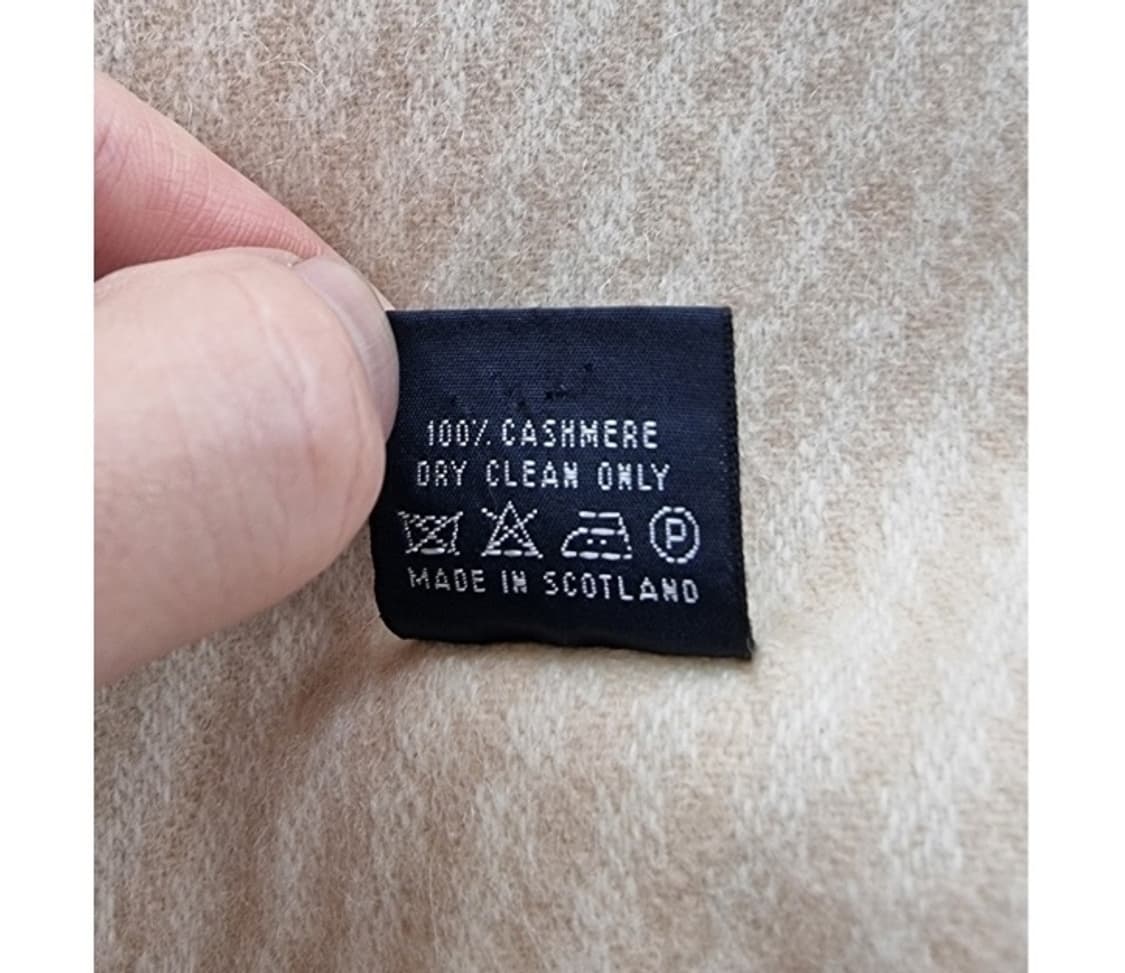 100% CASHMERE
DRY CLEAN ONLY
P
MADE IN SCOTLAND